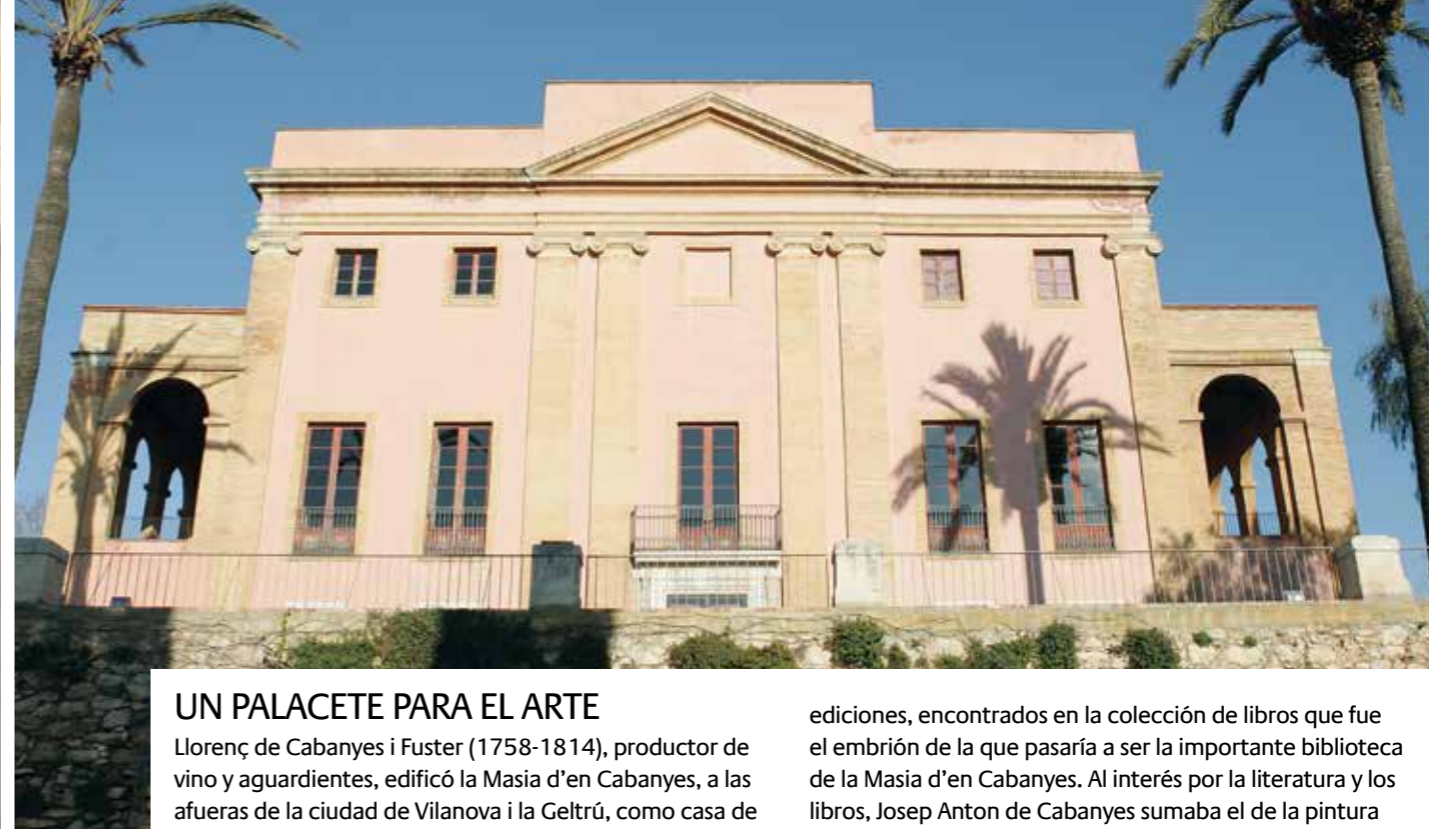 UN PALACETE PARA EL ARTE
Llorenç de Cabanyes i Fuster (1758-1814), productor de
vino y aguardientes, edificó la Masia d’en Cabanyes, a las
afueras de la ciudad de Vilanova i la Geltrú, como casa de
ediciones, encontrados en la colección de libros que fue
el embrión de la que pasaría a ser la importante biblioteca
de la Masia d’en Cabanyes. Al interés por la literatura y los
libros, Josep Anton de Cabanyes sumaba el de la pintura